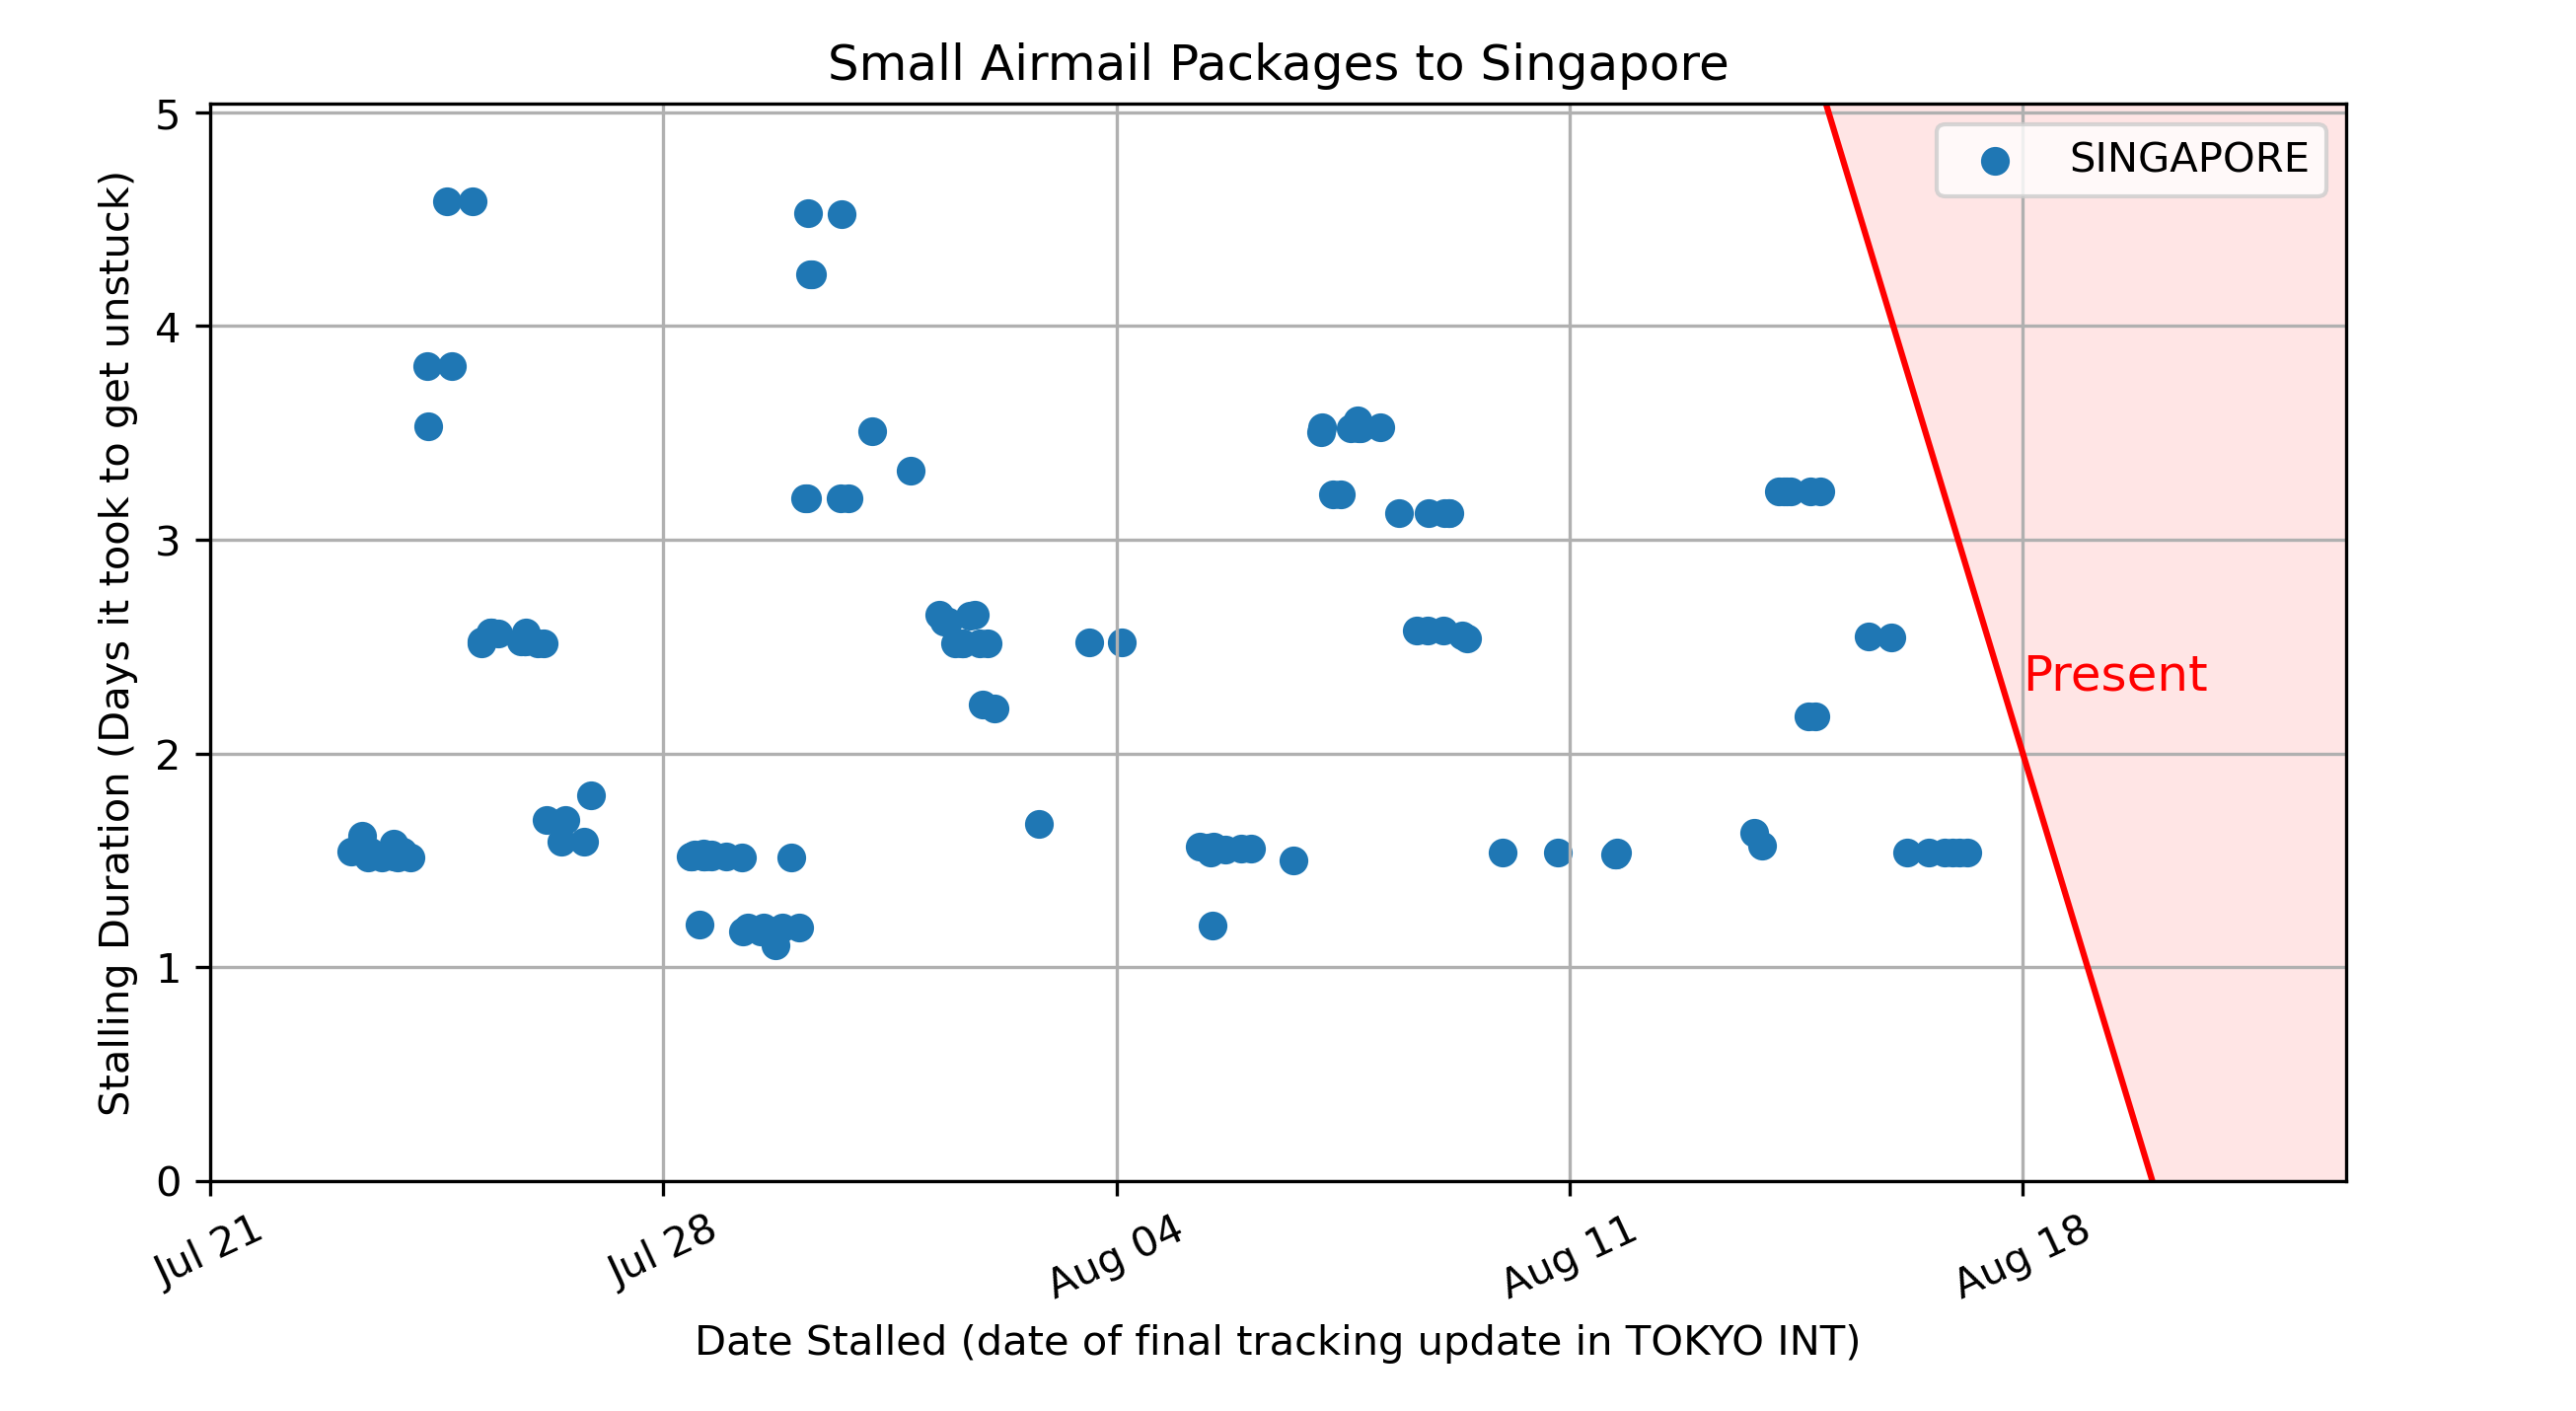 Small Airmail Packages to Singapore
Stalling Duration (Days it took to get unstuck)
5
4
3
2
1
0
SINGAPORE
Present
Jul 21
Jul 28
Aug 04
Aug 11
Aug 18
Date Stalled (date of final tracking update in TOKYO INT)